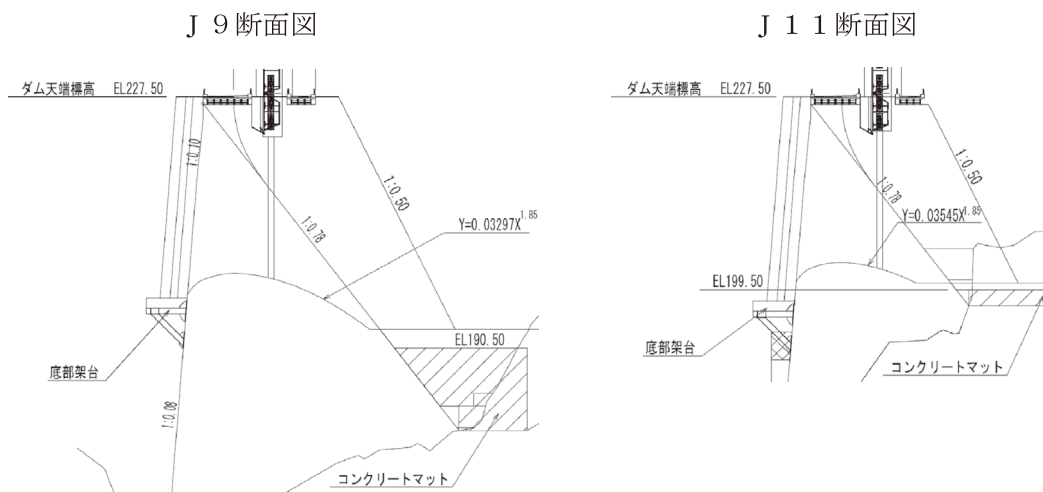 J 9断面図
ダム天端標高 EL227.50
1:0.10
1:0.50
1:0.78
Y=0.03297X^1.85
EL190.50
底部架台
1:0.08
コンクリートマット
J 1 1断面図
ダム天端標高 EL227.50
1:0.50
1:0.78
Y=0.03545X^1.85
EL199.50
底部架台
コンクリートマット